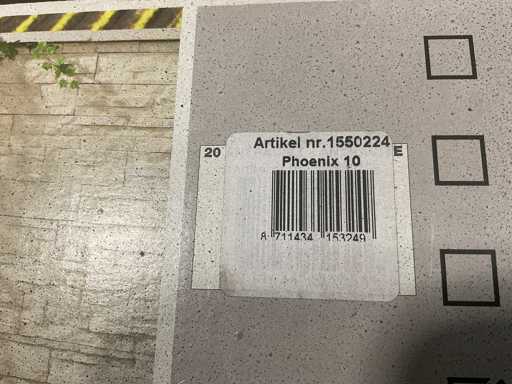 Artikel nr.1550224
20
E
Phoenix 10
8 711434 153249